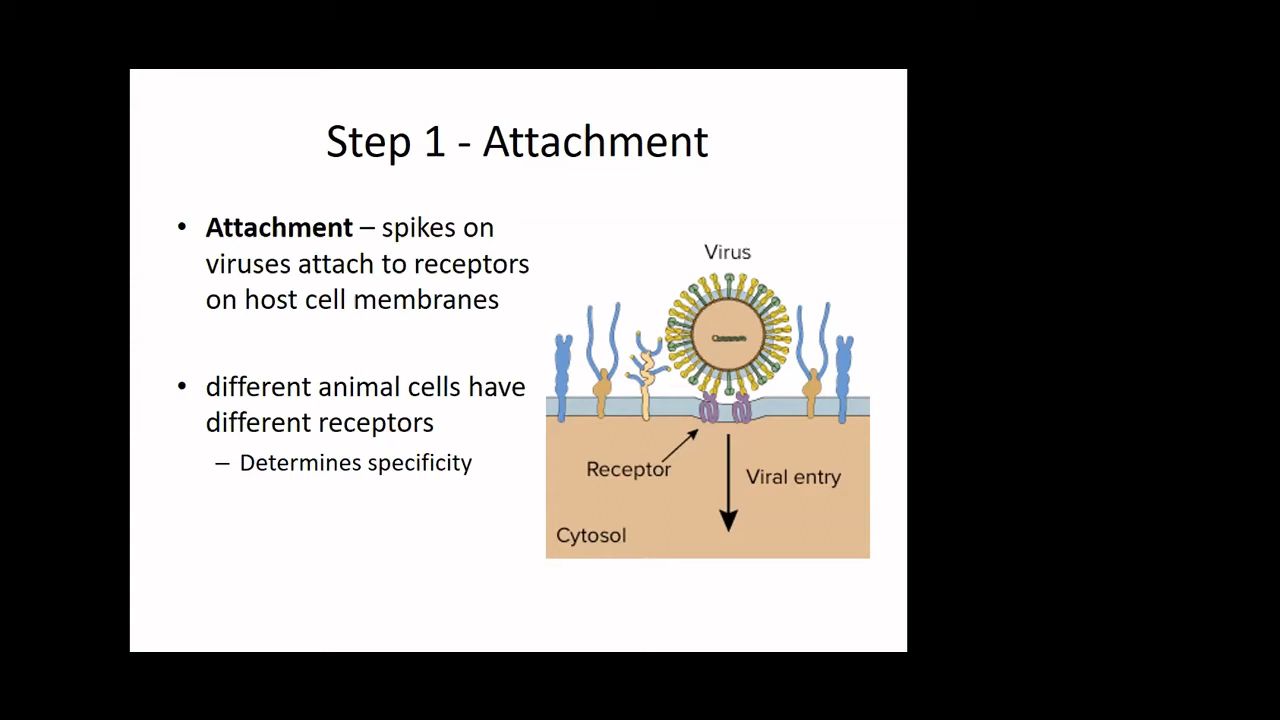 Step 1 - Attachment
• Attachment – spikes on
viruses attach to receptors
on host cell membranes
• different animal cells have
different receptors
– Determines specificity
Virus
Receptor
Viral entry
Cytosol